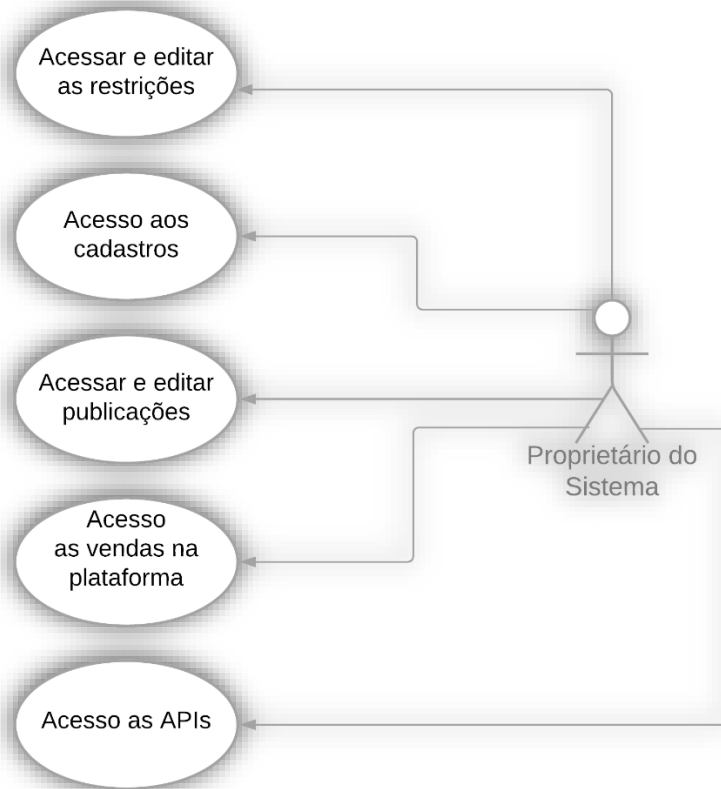 Acessar e editar
as restrições
Acesso aos
cadastros
Acessar e editar
publicações
Acesso
as vendas na
plataforma
Acesso as APIs
Proprietário do
Sistema